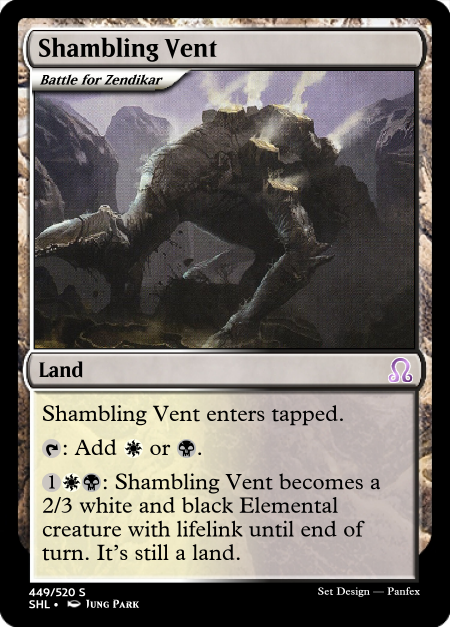 Shambling Vent
Battle for Zendikar
Land
Shambling Vent enters tapped.
: Add or .
1: Shambling Vent becomes a
2/3 white and black Elemental
creature with lifelink until end of
turn. It's still a land.
449/520 S
SHL • Jung Park
Set Design — Panfex